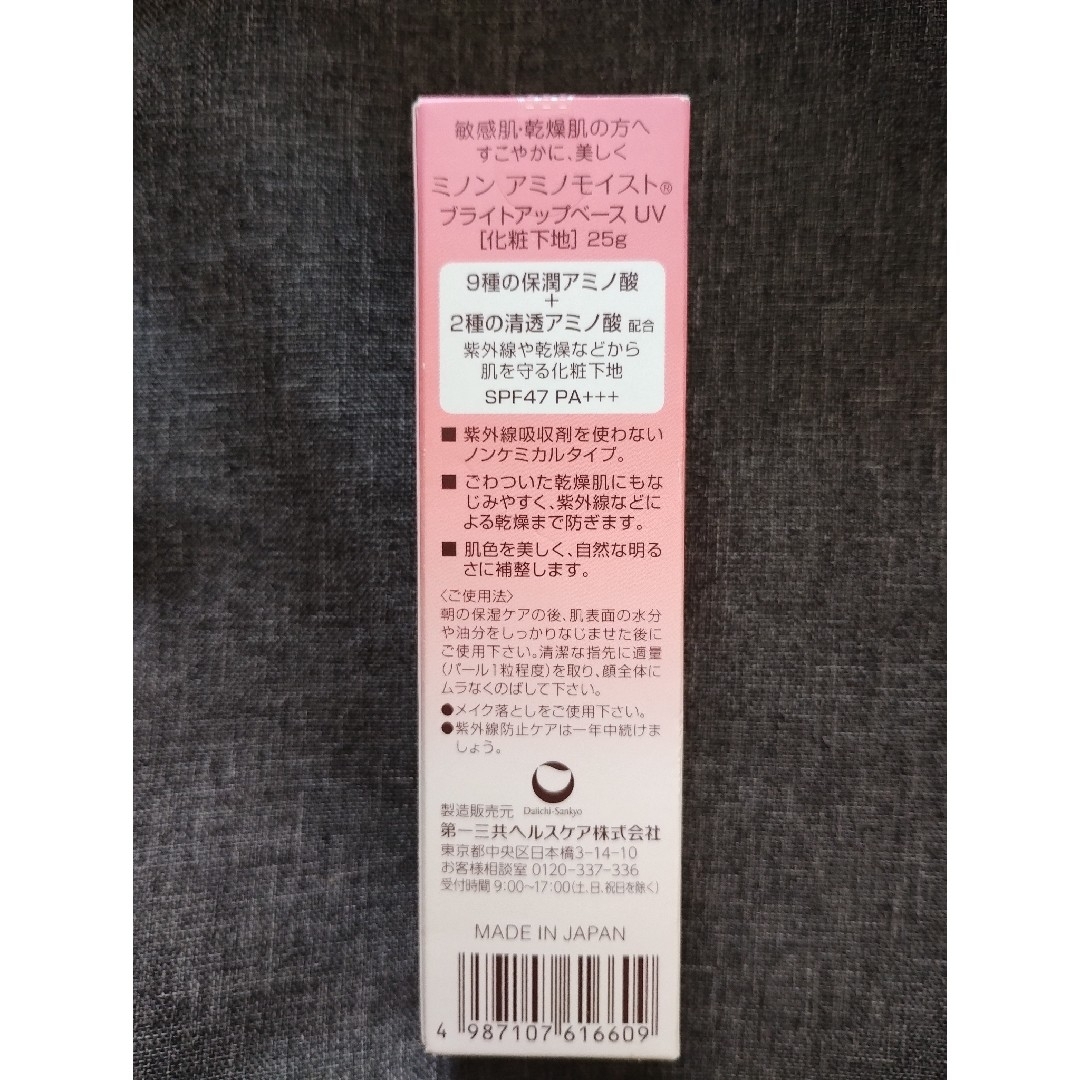 敏感肌・乾燥肌の方へ
すこやかに、美しく
ミノン アミノモイスト®
ブライトアップベース UV
[化粧下地] 25g
9種の保潤アミノ酸
+
2種の清透アミノ酸 配合
紫外線や乾燥などから
肌を守る化粧下地
SPF47 PA+++
■ 紫外線吸収剤を使わない
ノンケミカルタイプ。
■ ごわついた乾燥肌にもな
じみやすく、紫外線などに
よる乾燥まで防ぎます。
■ 肌色を美しく、自然な明る
さに補整します。
〈ご使用法〉
朝の保湿ケアの後、肌表面の水分
や油分をしっかりなじませた後に
ご使用下さい。清潔な指先に適量
(パール1粒程度)を取り、顔全体に
ムラなくのばして下さい。
●メイク落としをご使用下さい。
●紫外線防止ケアは一年中続けま
しょう。
Daiichi-Sankyo
製造販売元
第一三共ヘルスケア株式会社
東京都中央区日本橋3-14-10
お客様相談室 0120-337-336
受付時間 9:00~17:00(土、日、祝日を除く)
MADE IN JAPAN
4 987107 616609